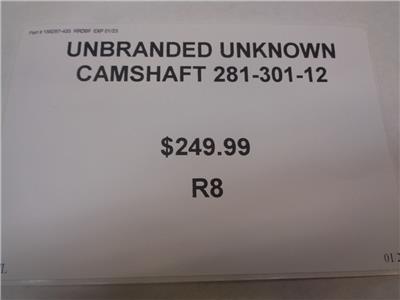 UNBRANDED UNKNOWN
CAMSHAFT 281-301-12
$249.99
R8